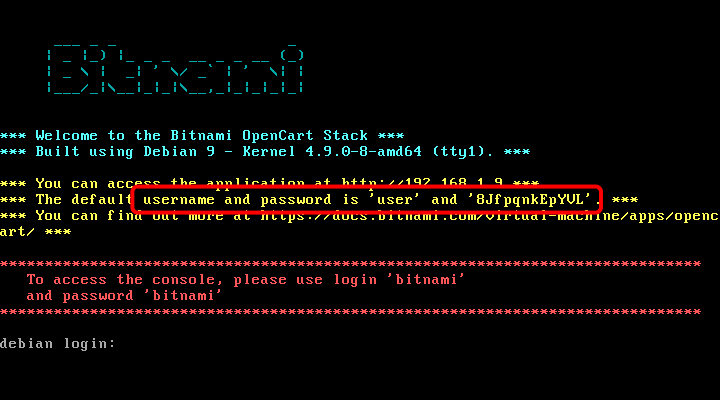 Bitnami
*** Welcome to the Bitnami OpenCart Stack ***
*** Built using Debian 9 - Kernel 4.9.0-8-amd64 (tty1). ***
*** You can access the application at http://192.168.1.9 ***
*** The default username and password is 'user' and '8JfpqnkEpYVL'. ***
*** You can find out more at https://docs.bitnami.com/virtual-machine/apps/openc
art/ ***
******************************************************************************
To access the console, please use login 'bitnami'
and password 'bitnami'
******************************************************************************
debian login: